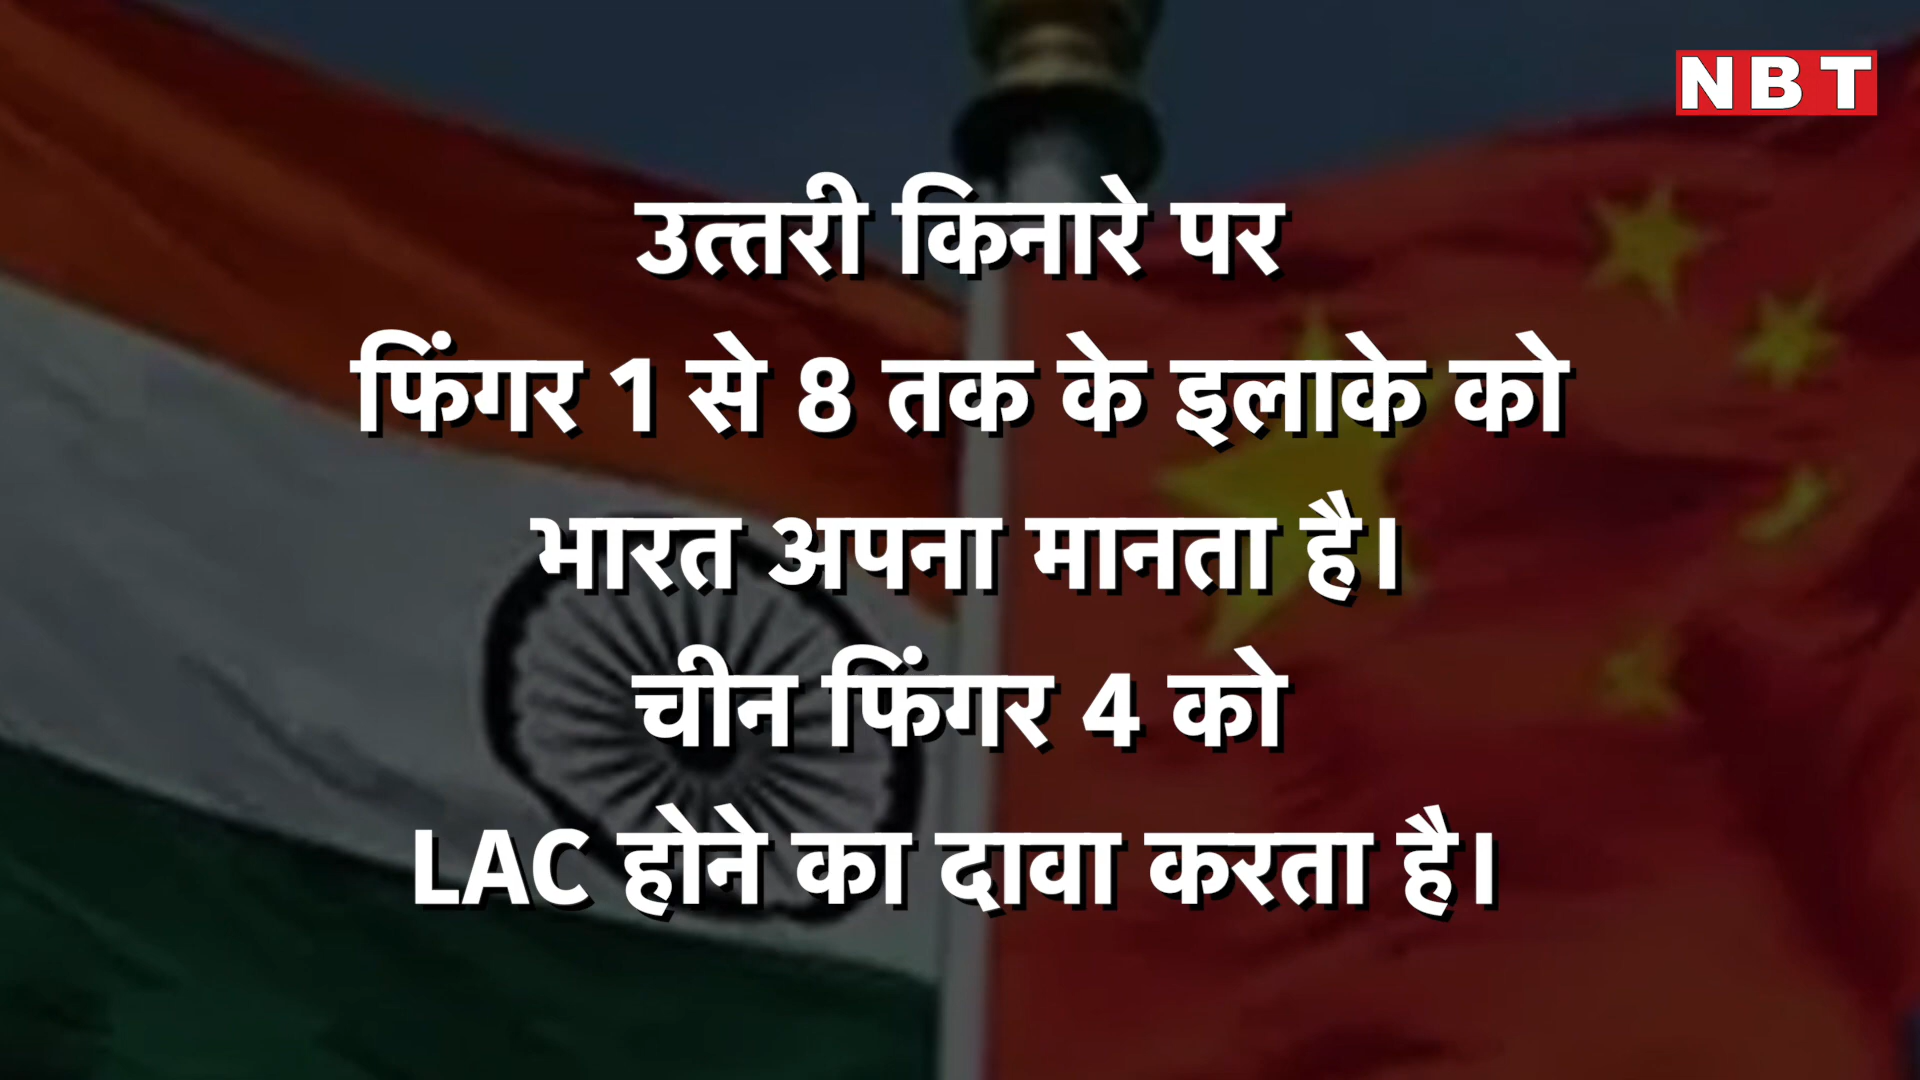 NBT
उत्तरी किनारे पर
फिंगर 1 से 8 तक के इलाके को
भारत अपना मानता है।
चीन फिंगर 4 को
LAC होने का दावा करता है।